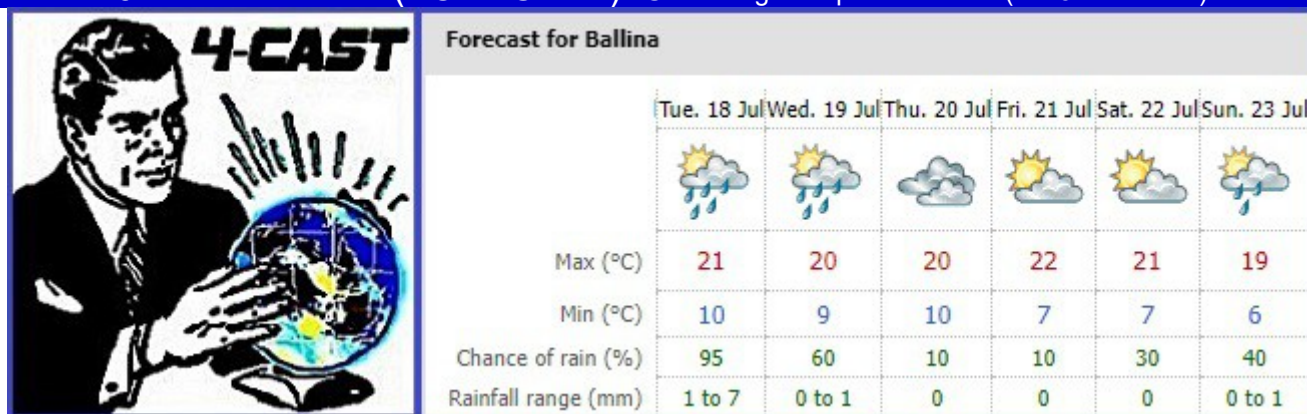 4-CAST
Forecast for Ballina
Tue. 18 Jul Wed. 19 Jul Thu. 20 Jul Fri. 21 Jul Sat. 22 Jul Sun. 23 Jul
Max (°C) 21 20 20 22 21 19
Min (°C) 10 9 10 7 7 6
Chance of rain (%) 95 60 10 10 30 40
Rainfall range (mm) 1 to 7 0 to 1 0 0 0 0 to 1